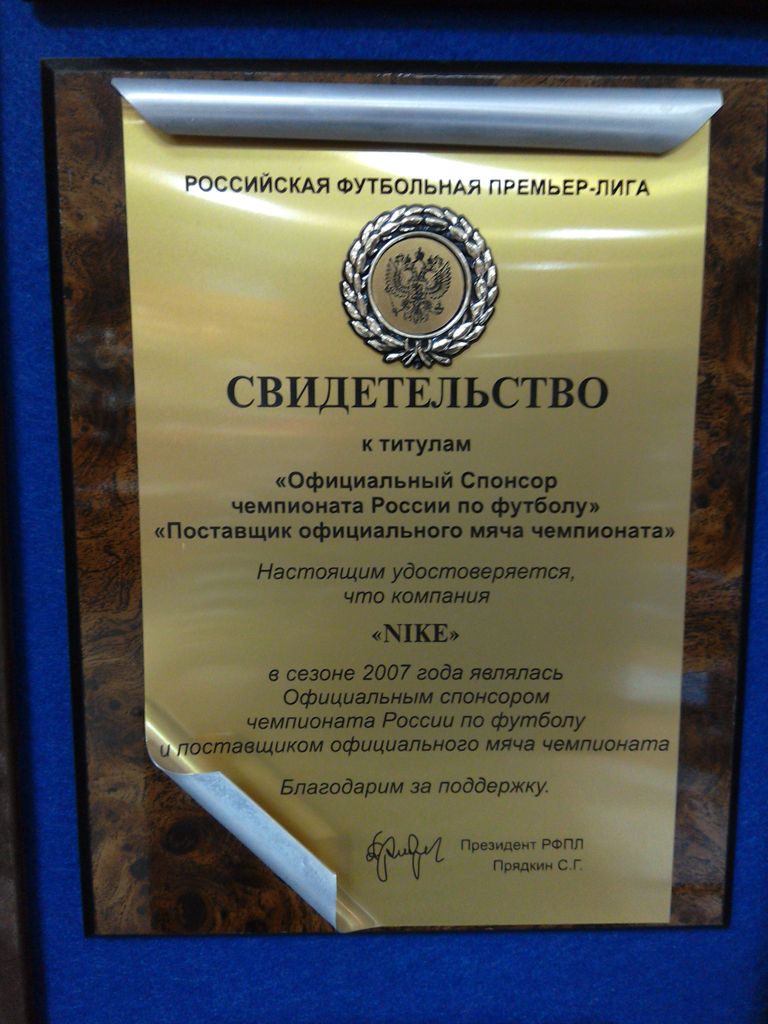 РОССИЙСКАЯ ФУТБОЛЬНАЯ ПРЕМЬЕР-ЛИГА
СВИДЕТЕЛЬСТВО
к титулам
«Официальный Спонсор
чемпионата России по футболу»
«Поставщик официального мяча чемпионата»
Настоящим удостоверяется,
что компания
«NIKE»
в сезоне 2007 года являлась
Официальным спонсором
чемпионата России по футболу
и поставщиком официального мяча чемпионата
Благодарим за поддержку.
Президент РФПЛ
Прядкин С.Г.